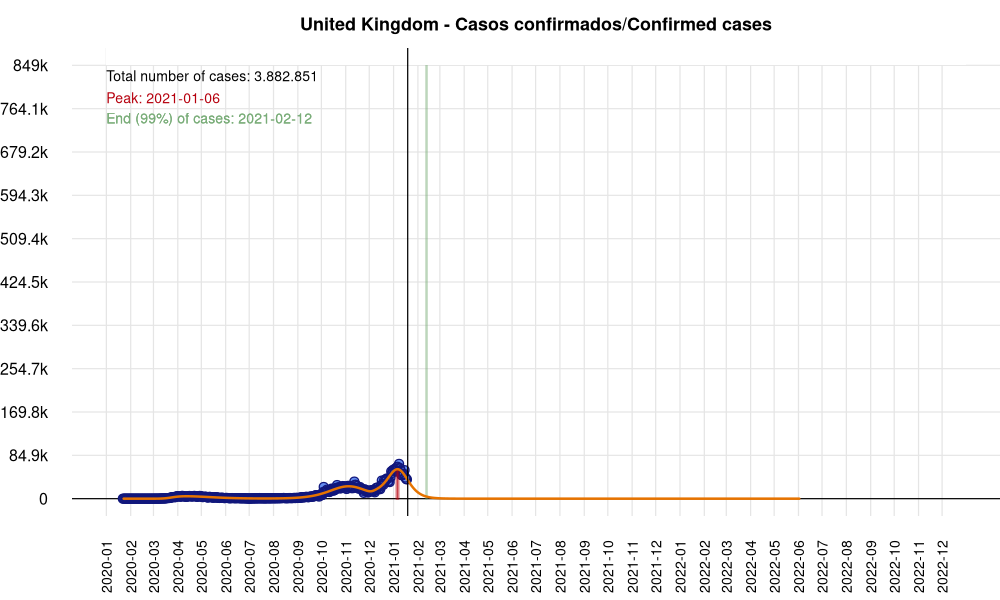 United Kingdom - Casos confirmados/Confirmed cases
849k
Total number of cases: 3.882.851
Peak: 2021-01-06
764.1k
End (99%) of cases: 2021-02-12
679.2k
594.3k
509.4k
424.5k
339.6k
254.7k
169.8k
84.9k
0
2020-01
2020-02
2020-03
2020-04
2020-05
2020-06
2020-07
2020-08
2020-09
2020-10
2020-11
2020-12
2021-01
2021-02
2021-03
2021-04
2021-05
2021-06
2021-07
2021-08
2021-09
2021-10
2021-11
2021-12
2022-01
2022-02
2022-03
2022-04
2022-05
2022-06
2022-07
2022-08
2022-09
2022-10
2022-11
2022-12